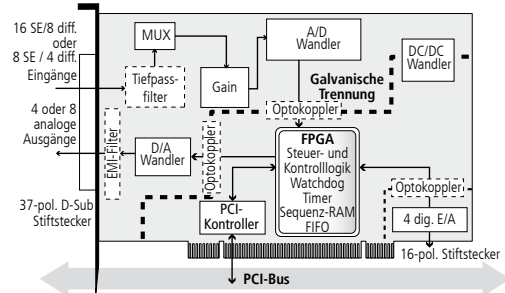 16 SE/8 diff.
oder
8 SE / 4 diff.
Eingänge
4 oder 8
analoge
Ausgänge
37-pol. D-Sub
Stiftstecker
MUX
Tiefpass-
filter
Gain
A/D
Wandler
DC/DC
Wandler
Galvanische
Trennung
Optokoppler
EMI-Filter
D/A
Wandler
Optokoppler
FPGA
Steuer- und
Kontrolllogik
Watchdog
Timer
Sequenz-RAM
FIFO
PCI-
Kontroller
Optokoppler
4 dig. E/A
16-pol. Stiftstecker
PCI-Bus